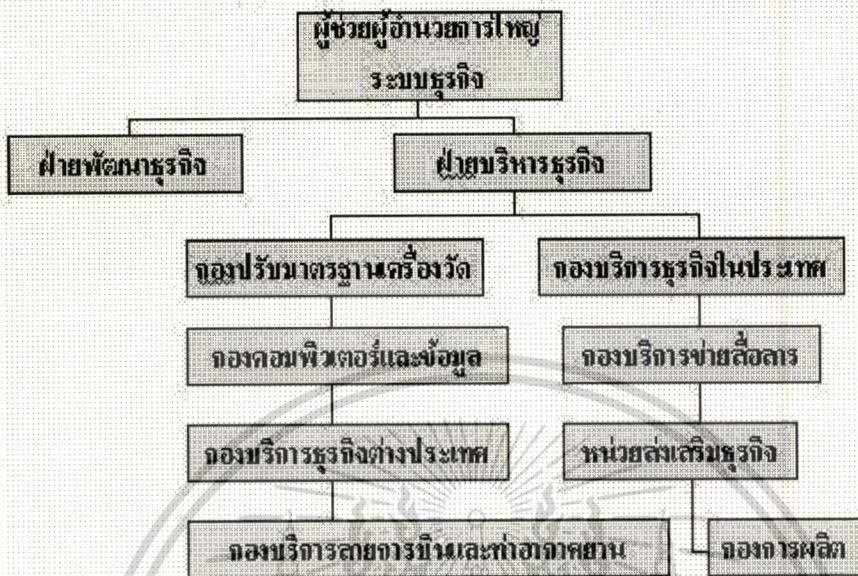 ผู้ช่วยผู้อำนวยการใหญ่
ระบบธุรกิจ
ฝ่ายพัฒนาธุรกิจ
ฝ่ายบริหารธุรกิจ
กองปรับมาตรฐานเครื่องวัด
กองบริการธุรกิจในประเทศ
กองคอมพิวเตอร์และข้อมูล
กองบริการข่ายสื่อสาร
กองบริการธุรกิจต่างประเทศ
หน่วยส่งเสริมธุรกิจ
กองบริการสายการบินและท่าอากาศยาน
กองการผลิต